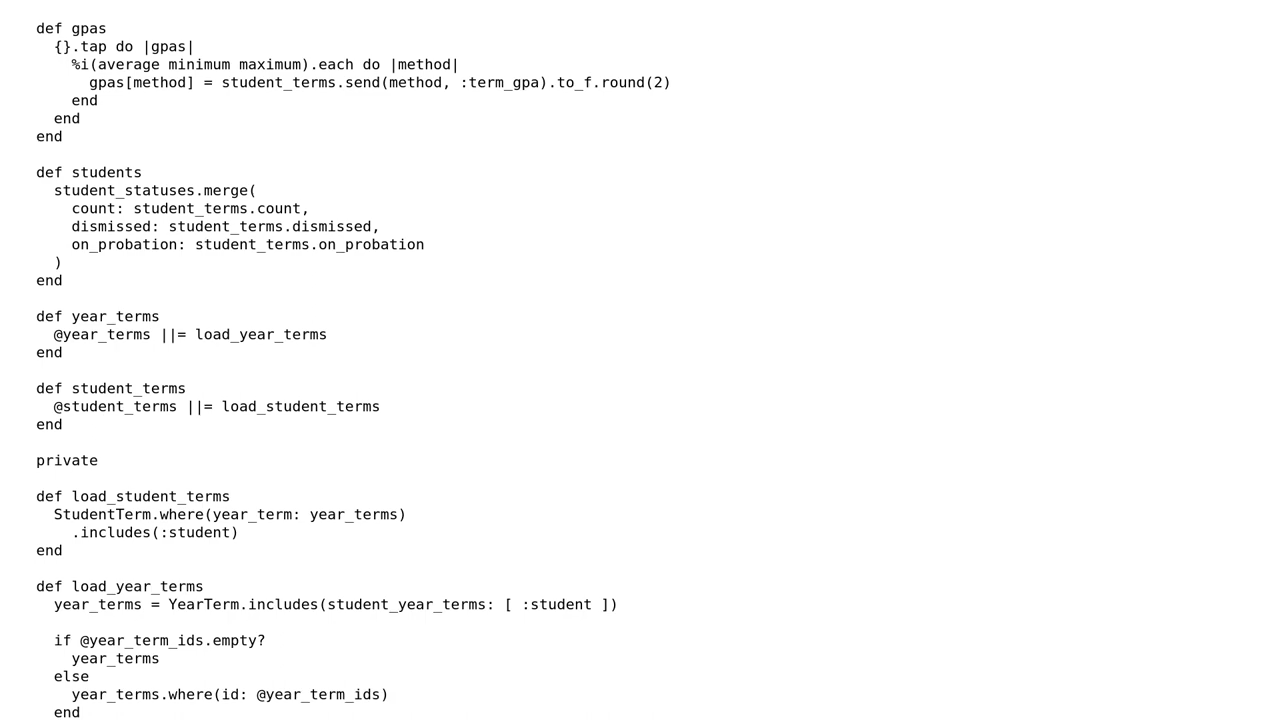 def gpas
  {}.tap do |gpas|
    %i(average minimum maximum).each do |method|
      gpas[method] = student_terms.send(method, :term_gpa).to_f.round(2)
    end
  end
end

def students
  student_statuses.merge(
    count: student_terms.count,
    dismissed: student_terms.dismissed,
    on_probation: student_terms.on_probation
  )
end

def year_terms
  @year_terms ||= load_year_terms
end

def student_terms
  @student_terms ||= load_student_terms
end

private

def load_student_terms
  StudentTerm.where(year_term: year_terms)
    .includes(:student)
end

def load_year_terms
  year_terms = YearTerm.includes(student_year_terms: [ :student ])

  if @year_term_ids.empty?
    year_terms
  else
    year_terms.where(id: @year_term_ids)
  end